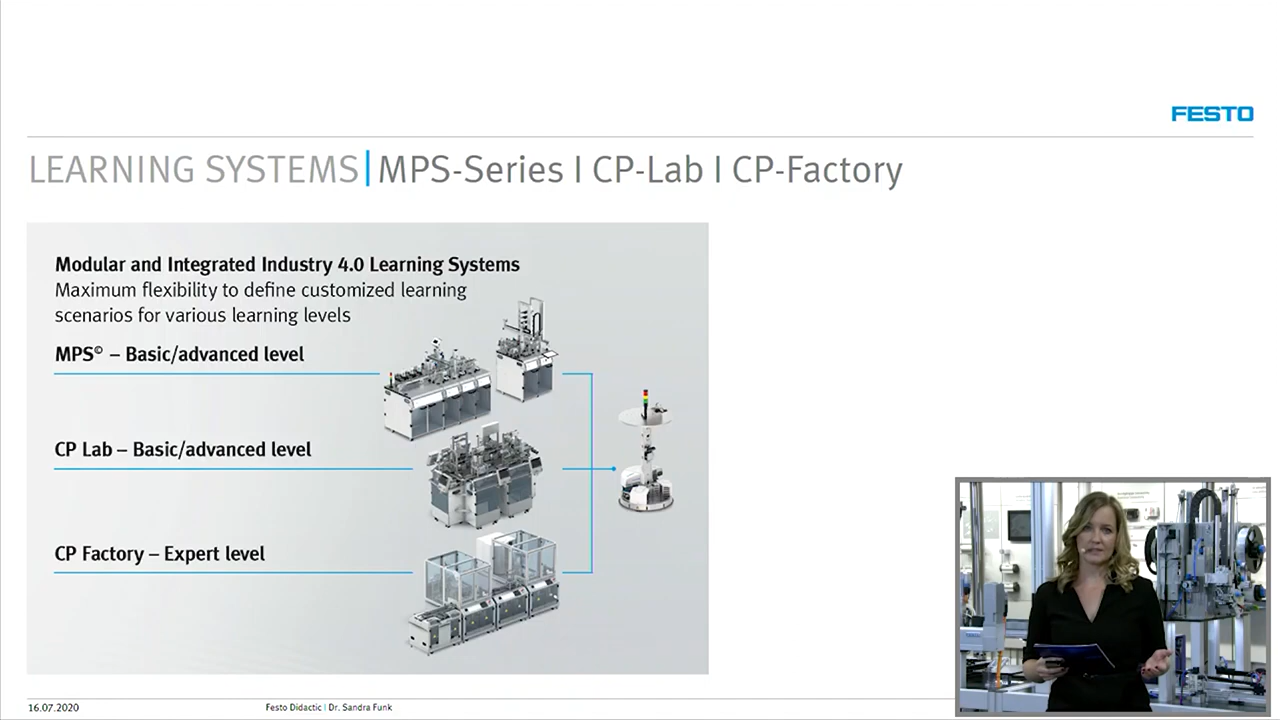 FESTO
LEARNING SYSTEMS | MPS-Series | CP-Lab | CP-Factory
Modular and Integrated Industry 4.0 Learning Systems
Maximum flexibility to define customized learning
scenarios for various learning levels
MPS© – Basic/advanced level
CP Lab – Basic/advanced level
CP Factory – Expert level
16.07.2020
Festo Didactic | Dr. Sandra Funk